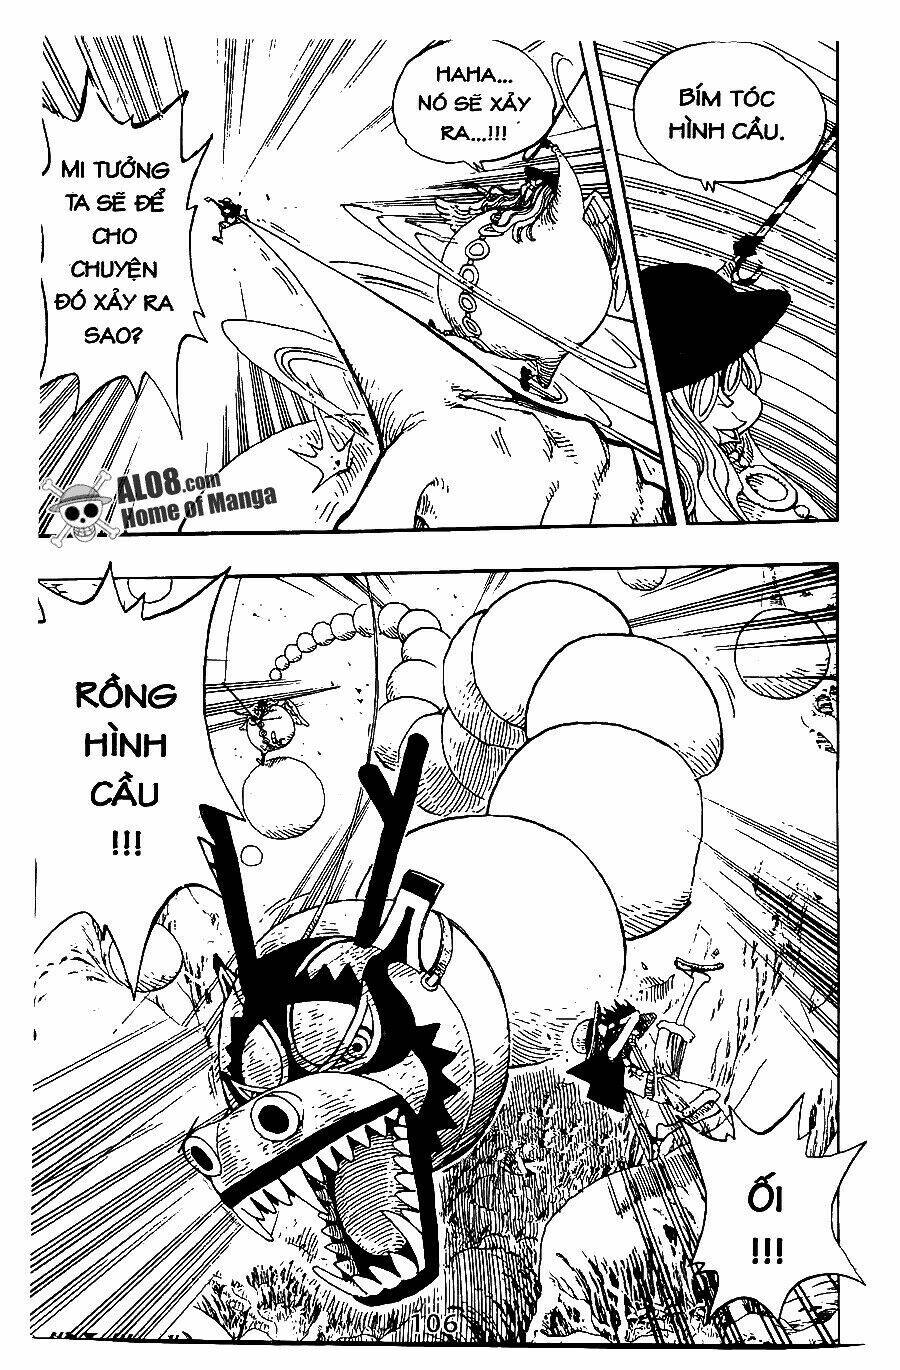 BÍM TÓC
HÌNH CẦU.
HAHA...
NÓ SẼ XẢY
RA...!!!
MI TƯỞNG
TA SẼ ĐỂ
CHO
CHUYỆN
ĐÓ XẢY RA
SAO?
AL08.com
Home of Manga
RỒNG
HÌNH
CẦU
!!!
ỐI
!!!
106